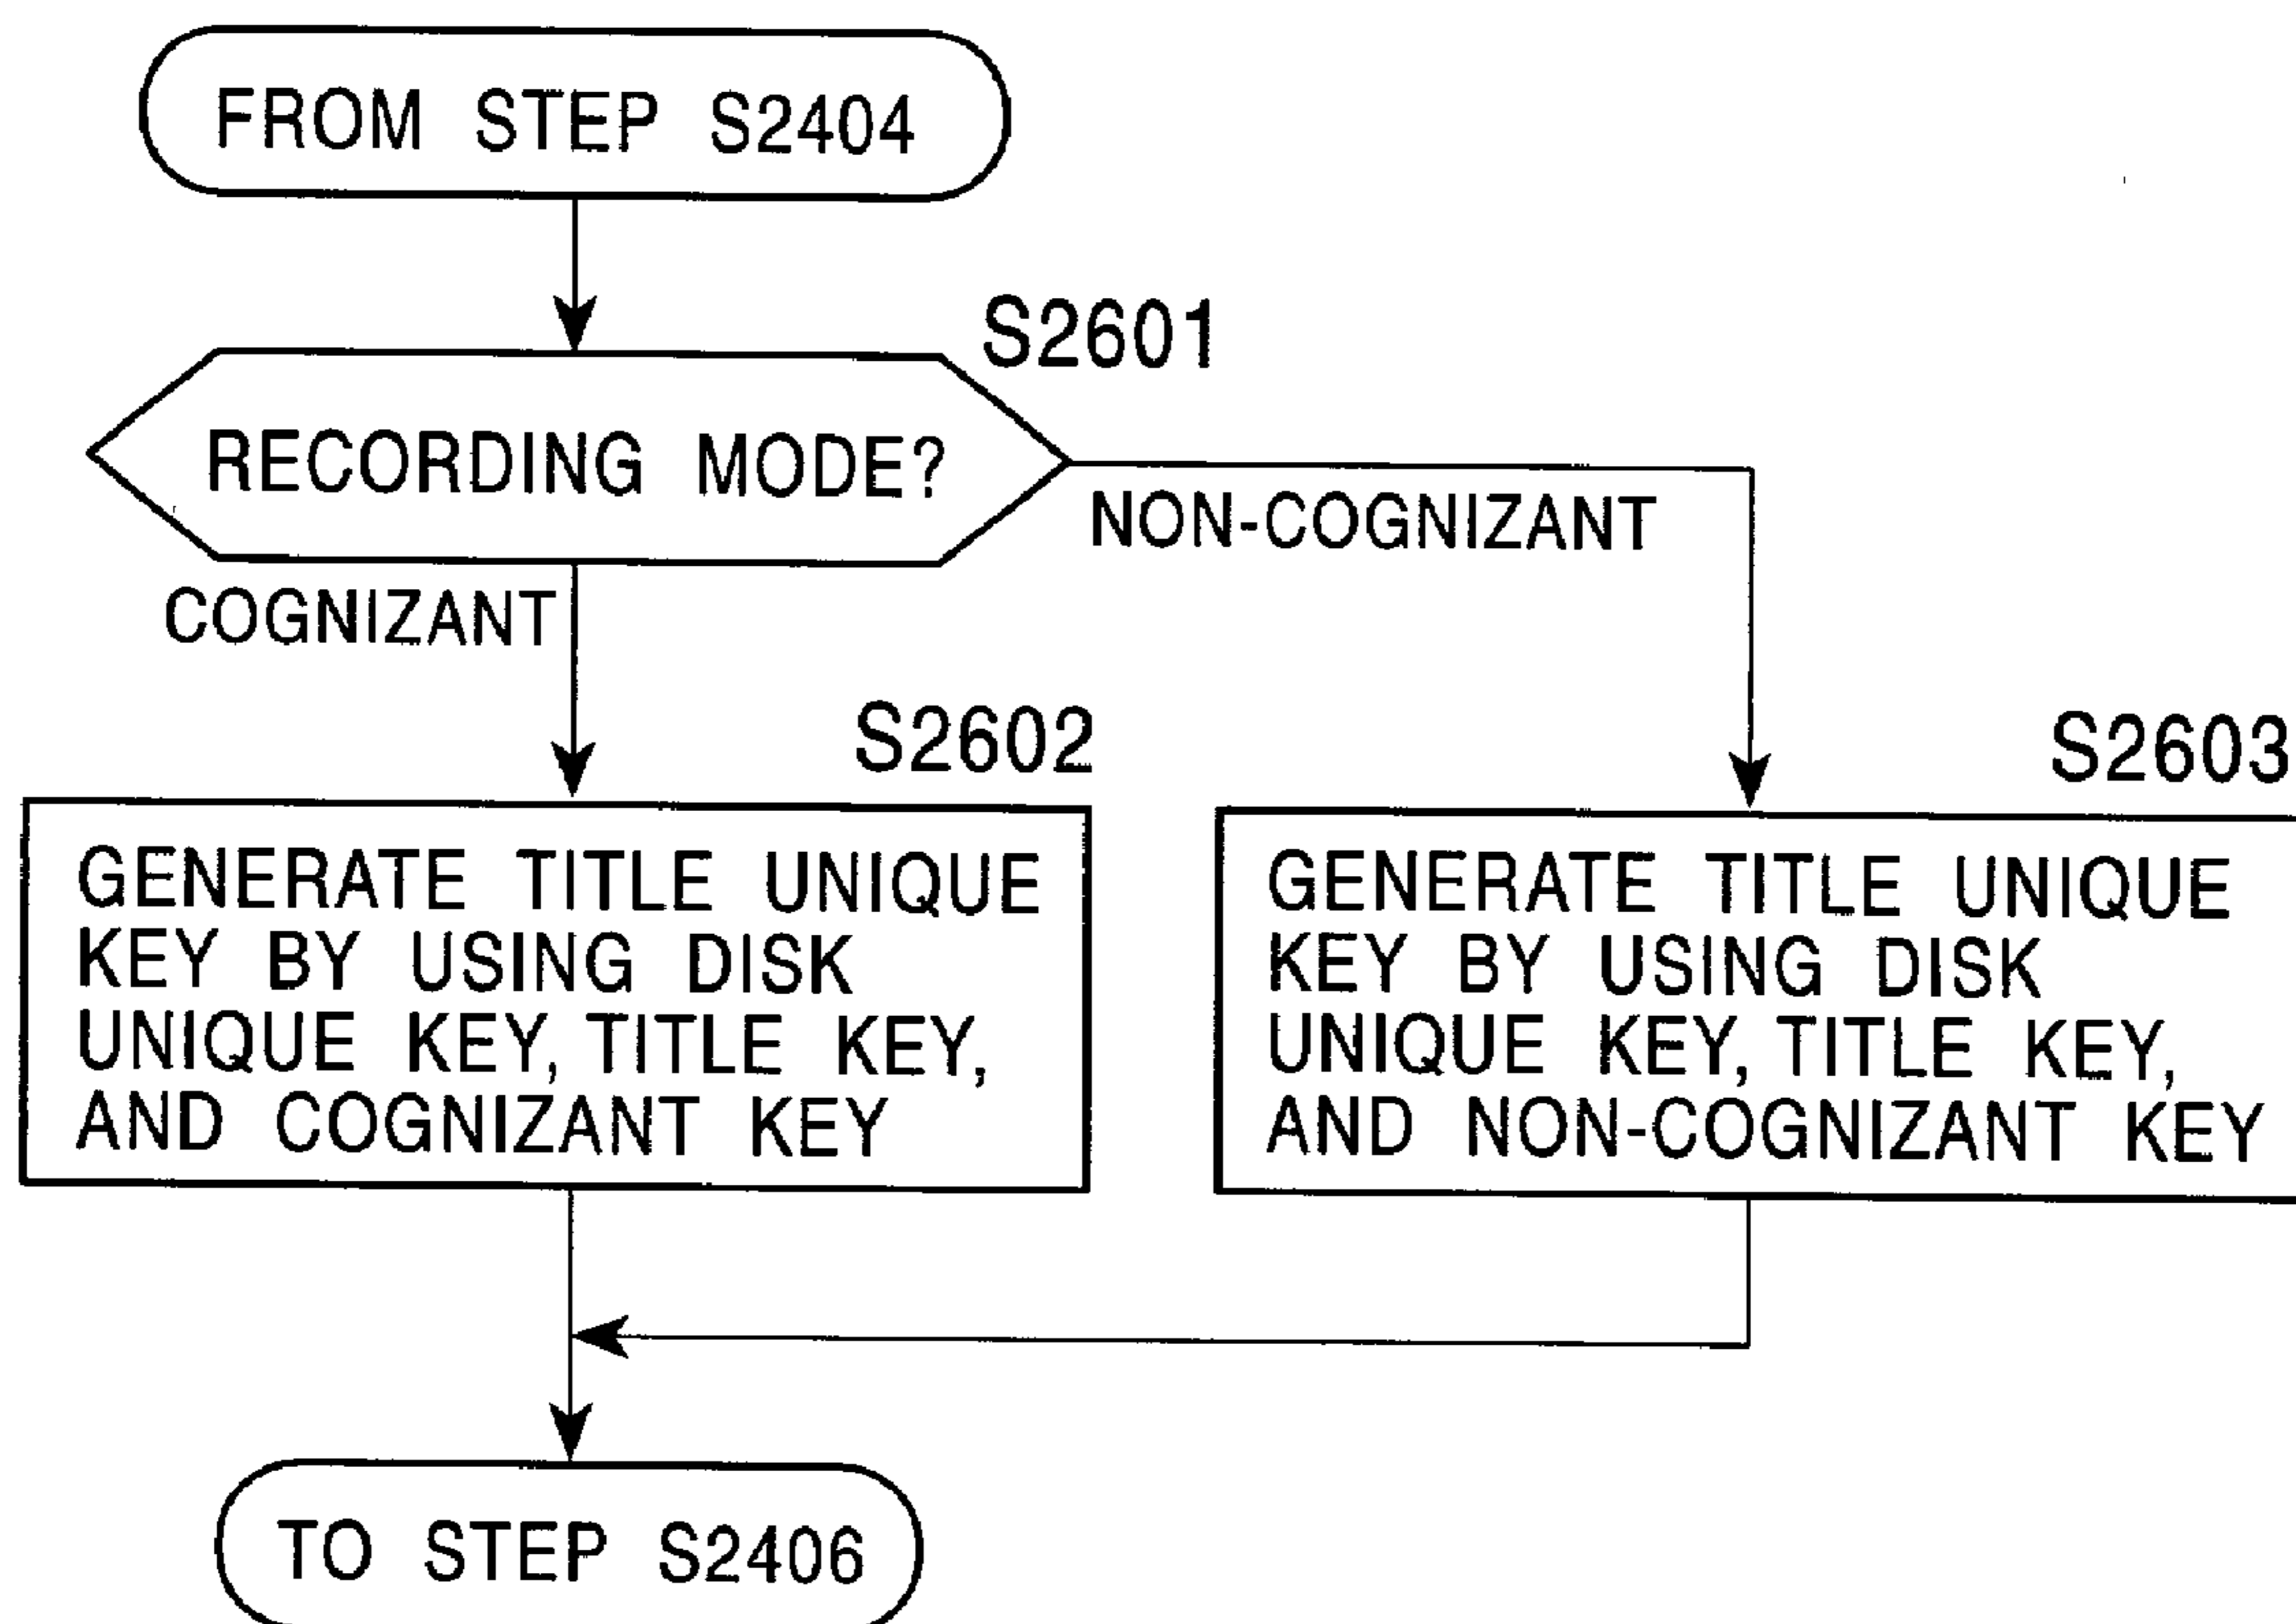 FROM STEP S2404
S2601
RECORDING MODE?
NON-COGNIZANT
COGNIZANT
S2602
GENERATE TITLE UNIQUE
KEY BY USING DISK
UNIQUE KEY, TITLE KEY,
AND COGNIZANT KEY
S2603
GENERATE TITLE UNIQUE
KEY BY USING DISK
UNIQUE KEY, TITLE KEY,
AND NON-COGNIZANT KEY
TO STEP S2406